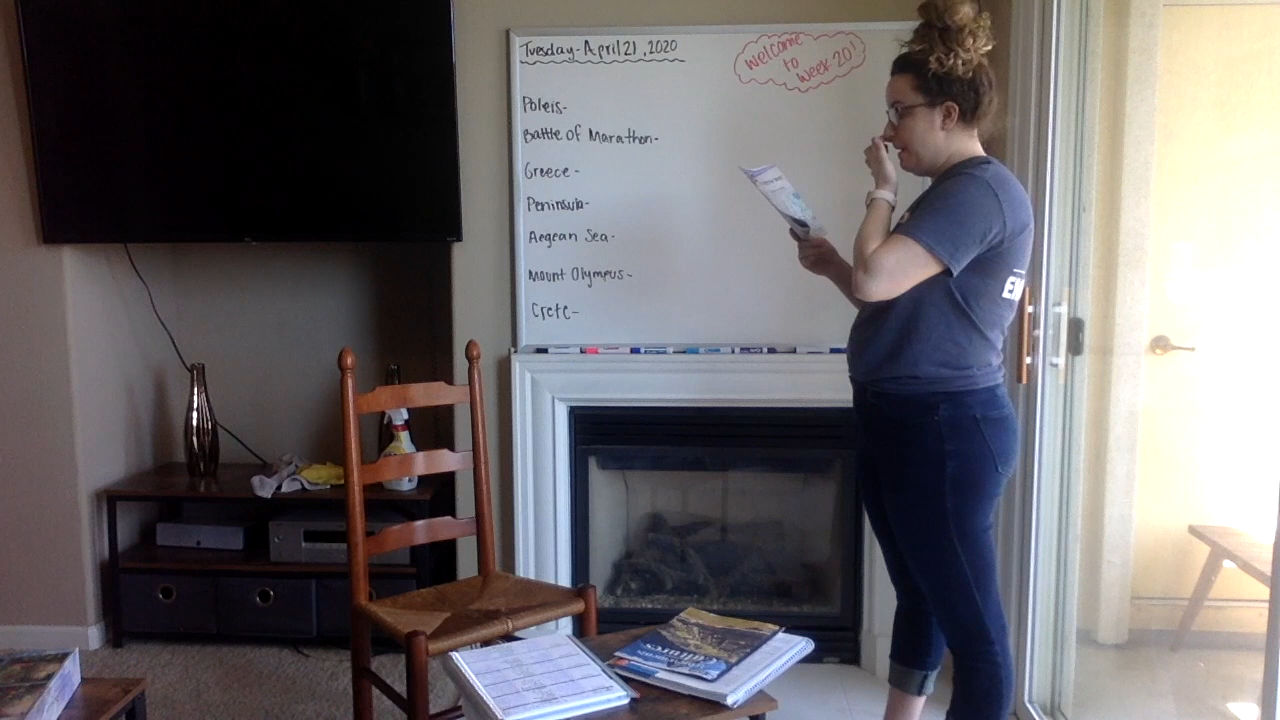 Tuesday - April 21, 2020
Welcome
to
week 20!
Poleis-
Battle of Marathon-
Greece -
Peninsula-
Aegean Sea-
Mount Olympus-
Crete-
Cultures